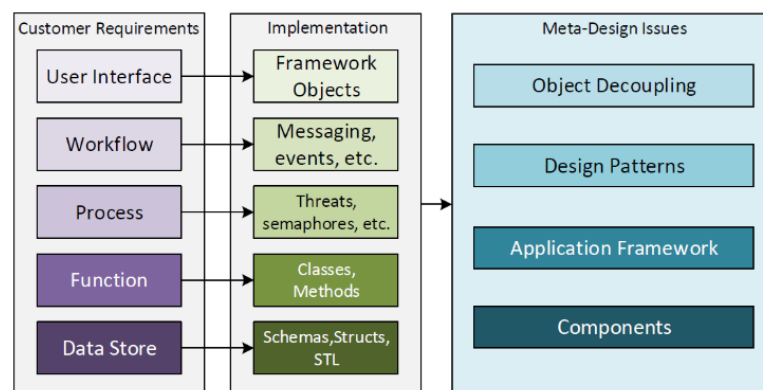 Customer Requirements
User Interface
Workflow
Process
Function
Data Store
Implementation
Framework
Objects
Messaging,
events, etc.
Threats,
semaphores, etc.
Classes,
Methods
Schemas,Structs,
STL
Meta-Design Issues
Object Decoupling
Design Patterns
Application Framework
Components